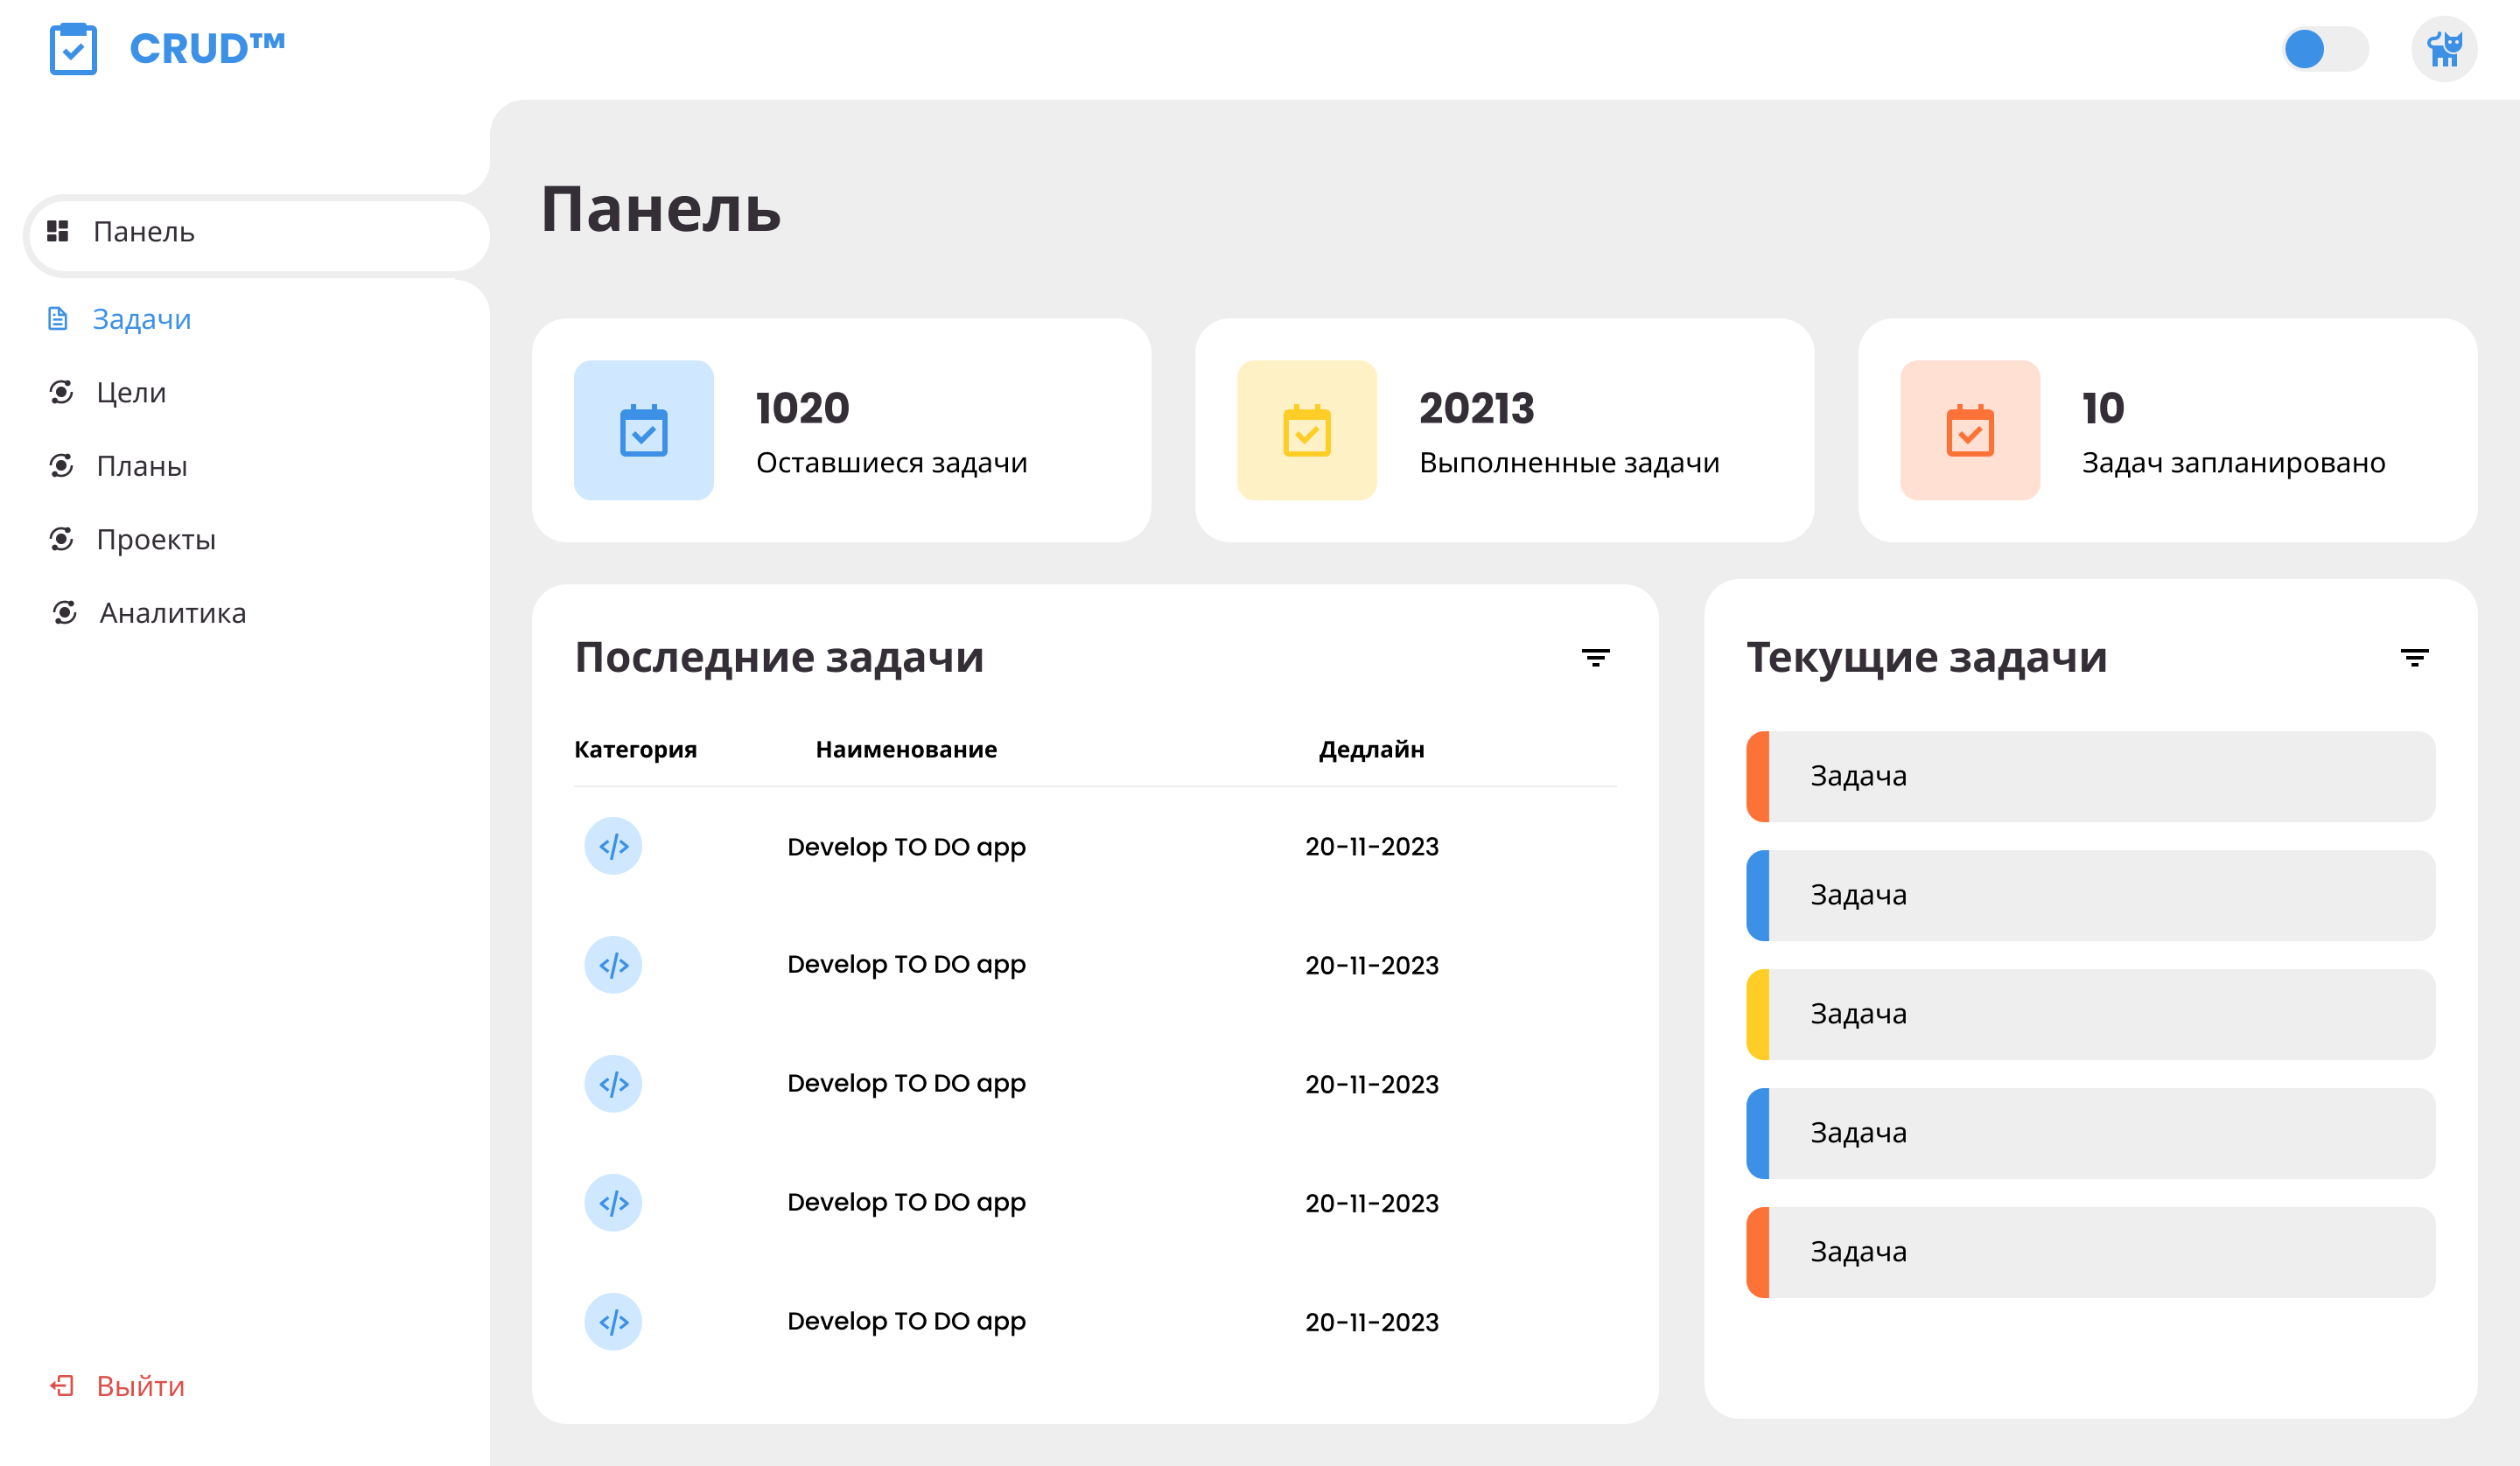 CRUD™
Панель
Задачи
Цели
Планы
Проекты
Аналитика
Выйти
Панель
1020
Оставшиеся задачи
20213
Выполненные задачи
10
Задач запланировано
Последние задачи
Категория Наименование Дедлайн
Develop TO DO app 20-11-2023
Develop TO DO app 20-11-2023
Develop TO DO app 20-11-2023
Develop TO DO app 20-11-2023
Develop TO DO app 20-11-2023
Текущие задачи
Задача
Задача
Задача
Задача
Задача